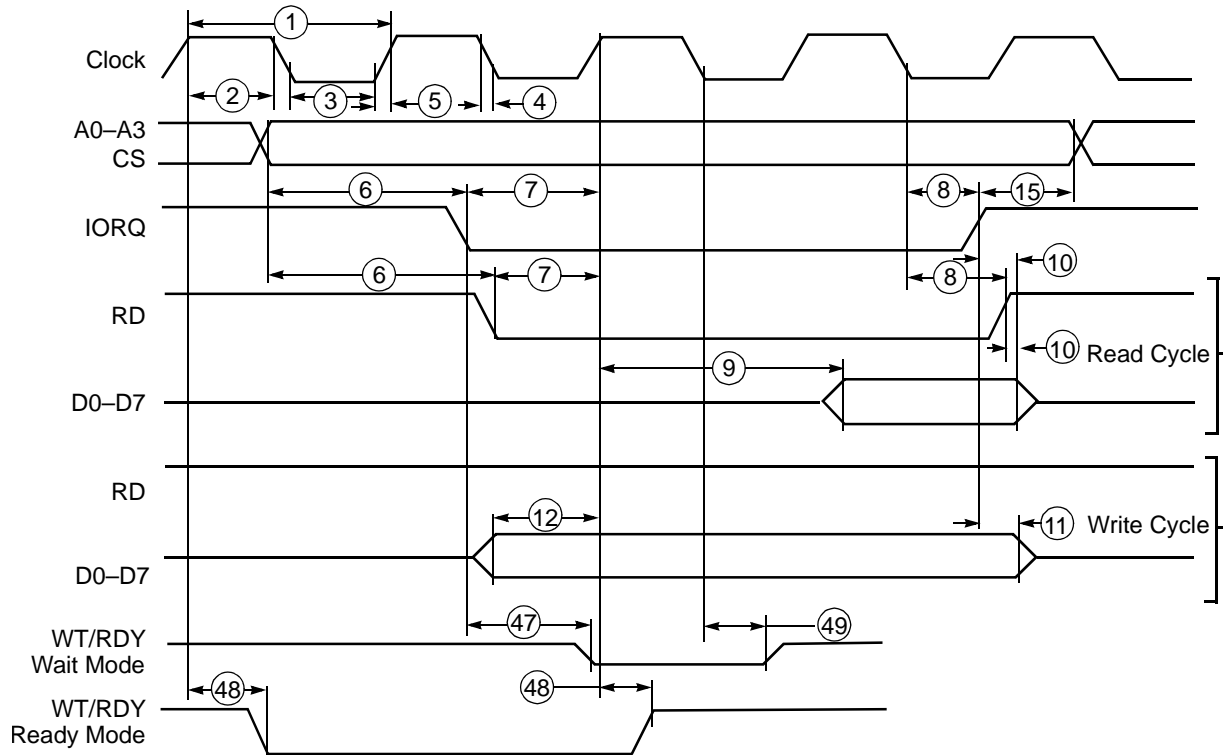 1
Clock
2
3
5
4
A0–A3
CS
6
7
8
15
IORQ
6
7
8
10
RD
10
Read Cycle
9
D0–D7
RD
12
11
Write Cycle
D0–D7
47
49
WT/RDY
Wait Mode
48
48
WT/RDY
Ready Mode